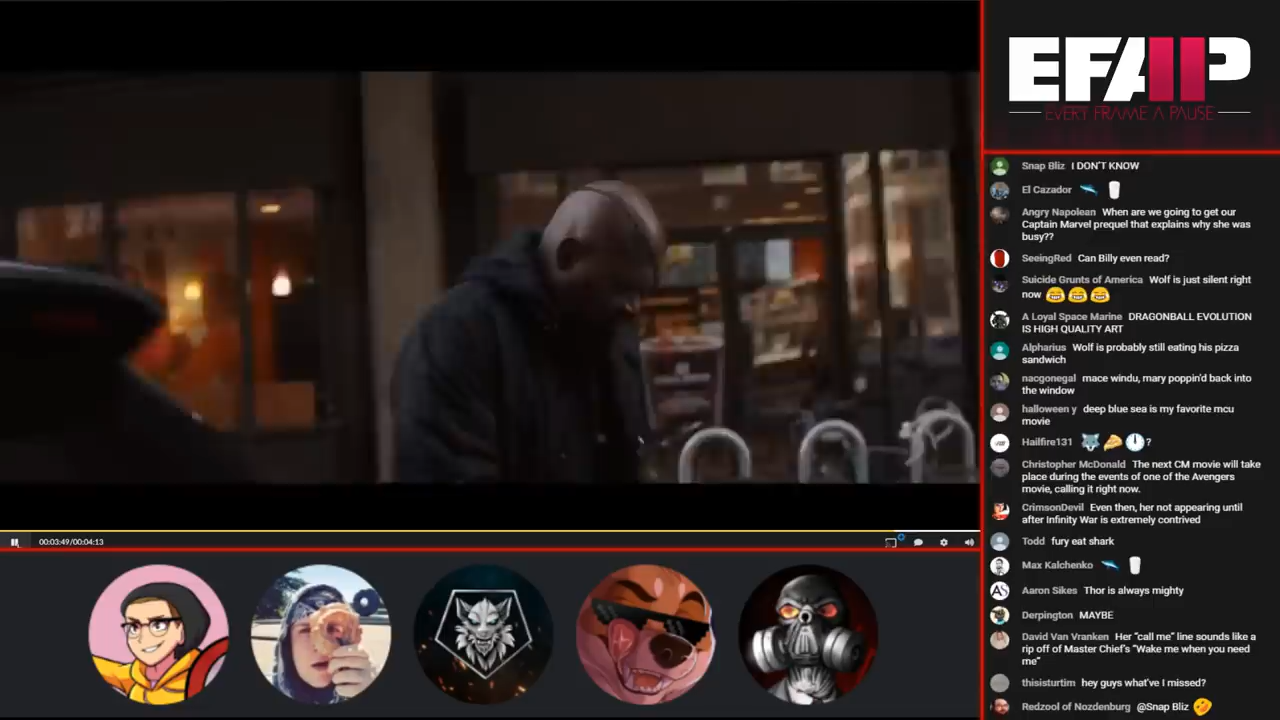 EFAP
EVERY FRAME A PAUSE
Snap Bliz I DON'T KNOW
El Cazador
Angry Napolean When are we going to get our
Captain Marvel prequel that explains why she was
busy??
SeeingRed Can Billy even read?
Suicide Grunts of America Wolf is just silent right
now
A Loyal Space Marine DRAGONBALL EVOLUTION
IS HIGH QUALITY ART
Alpharius Wolf is probably still eating his pizza
sandwich
nacgonegal mace windu, mary poppin'd back into
the window
halloween y deep blue sea is my favorite mcu
movie
Hailfire131 ?
Christopher McDonald The next CM movie will take
place during the events of one of the Avengers
movie, calling it right now.
CrimsonDevil Even then, her not appearing until
after Infinity War is extremely contrived
Todd fury eat shark
Max Kalchenko
AS Aaron Sikes Thor is always mighty
Derpington MAYBE
David Van Vranken Her "call me" line sounds like a
rip off of Master Chief's "Wake me when you need
me"
thisisturtim hey guys what've I missed?
Redzool of Nozdenburg @Snap Bliz
00:03:49/00:04:13